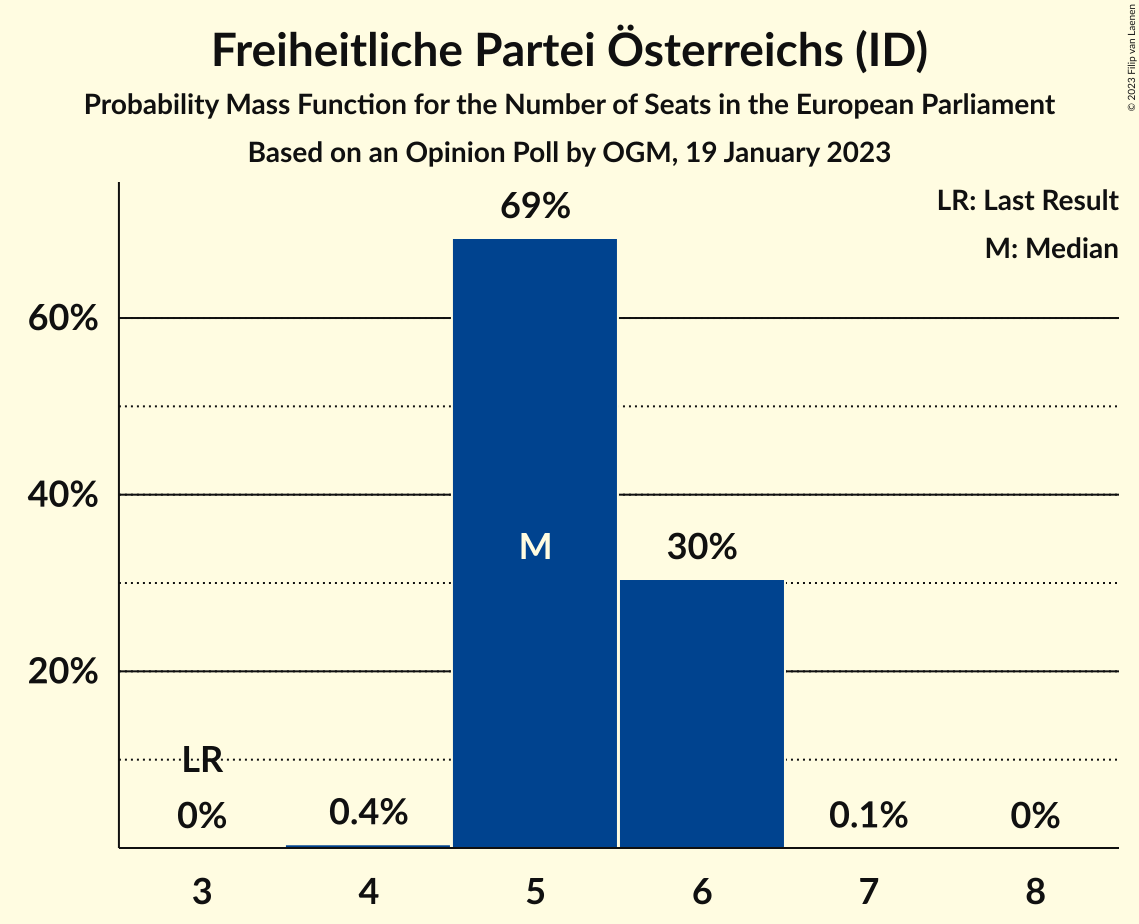 Freiheitliche Partei Österreichs (ID)
Probability Mass Function for the Number of Seats in the European Parliament
Based on an Opinion Poll by OGM, 19 January 2023
© 2023 Filip van Laenen
LR: Last Result
M: Median
69%
60%
40%
M
30%
20%
LR
0%
0.4%
0.1%
0%
3 4 5 6 7 8